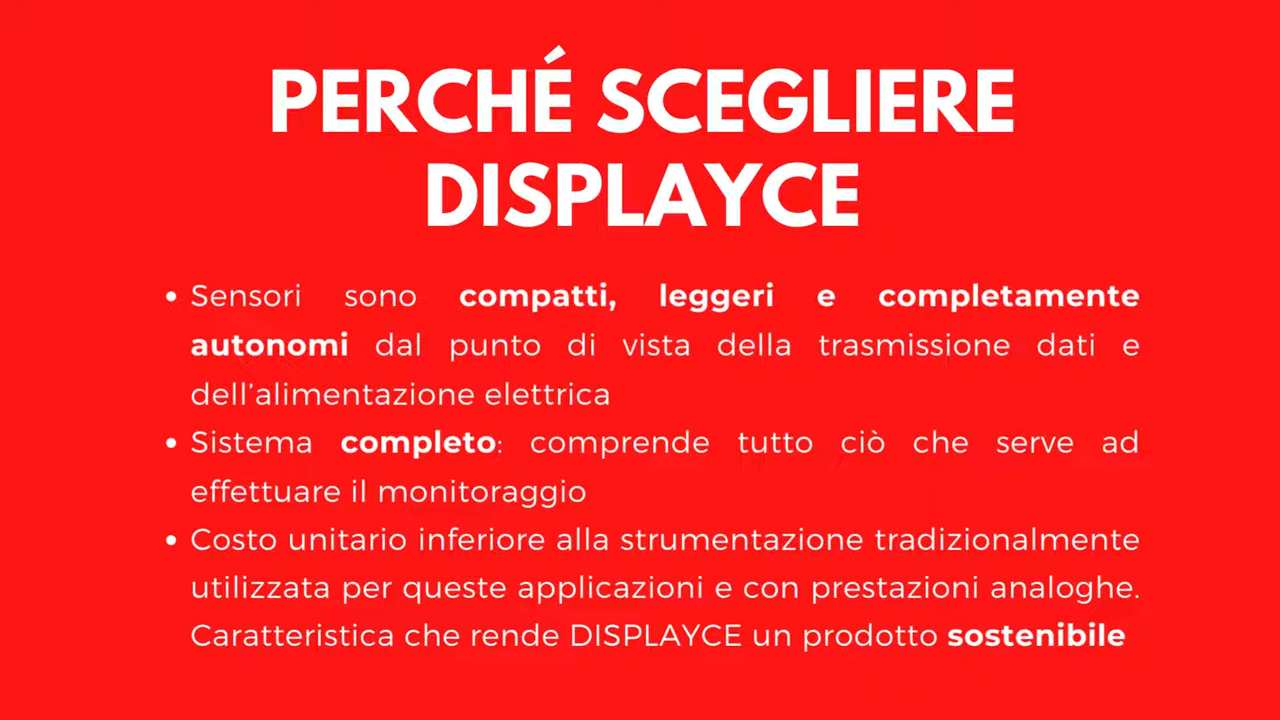 PERCHÉ SCEGLIERE
DISPLAYCE
• Sensori sono compatti, leggeri e completamente
autonomi dal punto di vista della trasmissione dati e
dell'alimentazione elettrica
• Sistema completo: comprende tutto ciò che serve ad
effettuare il monitoraggio
• Costo unitario inferiore alla strumentazione tradizionalmente
utilizzata per queste applicazioni e con prestazioni analoghe.
Caratteristica che rende DISPLAYCE un prodotto sostenibile